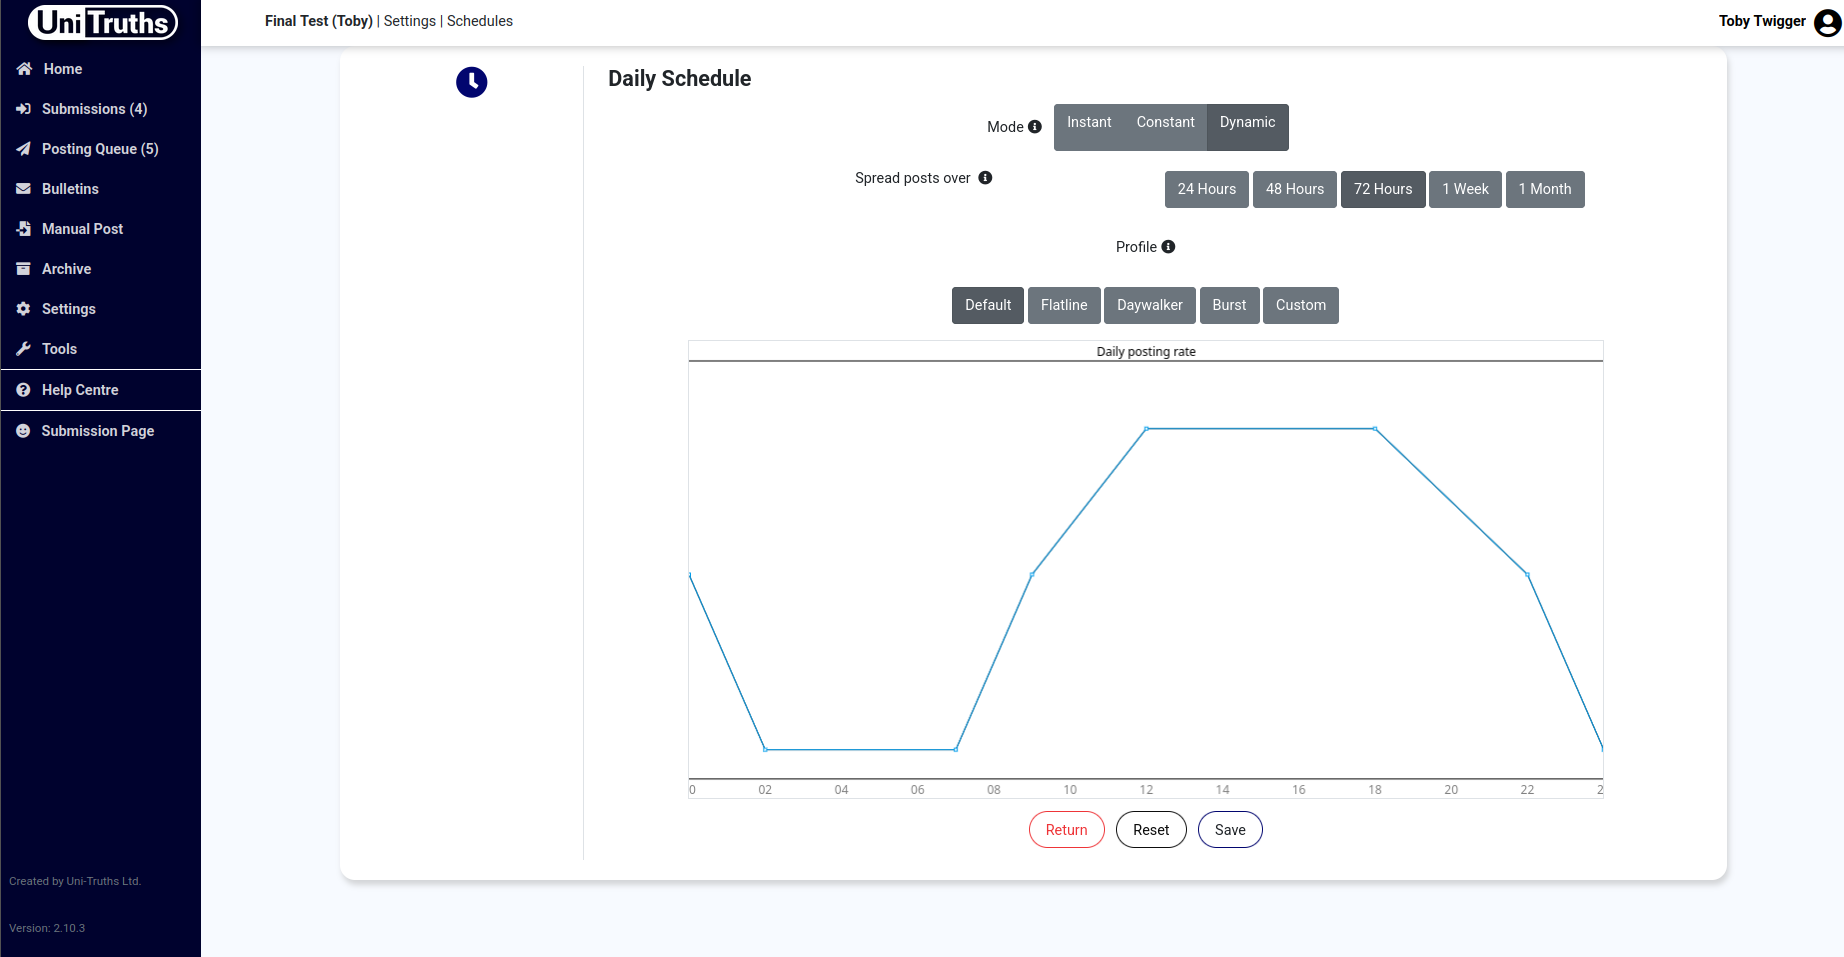 UniTruths
Final Test (Toby) | Settings | Schedules
Toby Twigger
Home
Submissions (4)
Posting Queue (5)
Bulletins
Manual Post
Archive
Settings
Tools
Help Centre
Submission Page
Created by Uni-Truths Ltd.
Version: 2.10.3
Daily Schedule
Mode
Instant Constant Dynamic
Spread posts over
24 Hours 48 Hours 72 Hours 1 Week 1 Month
Profile
Default Flatline Daywalker Burst Custom
Daily posting rate
0 02 04 06 08 10 12 14 16 18 20 22 2
Return Reset Save